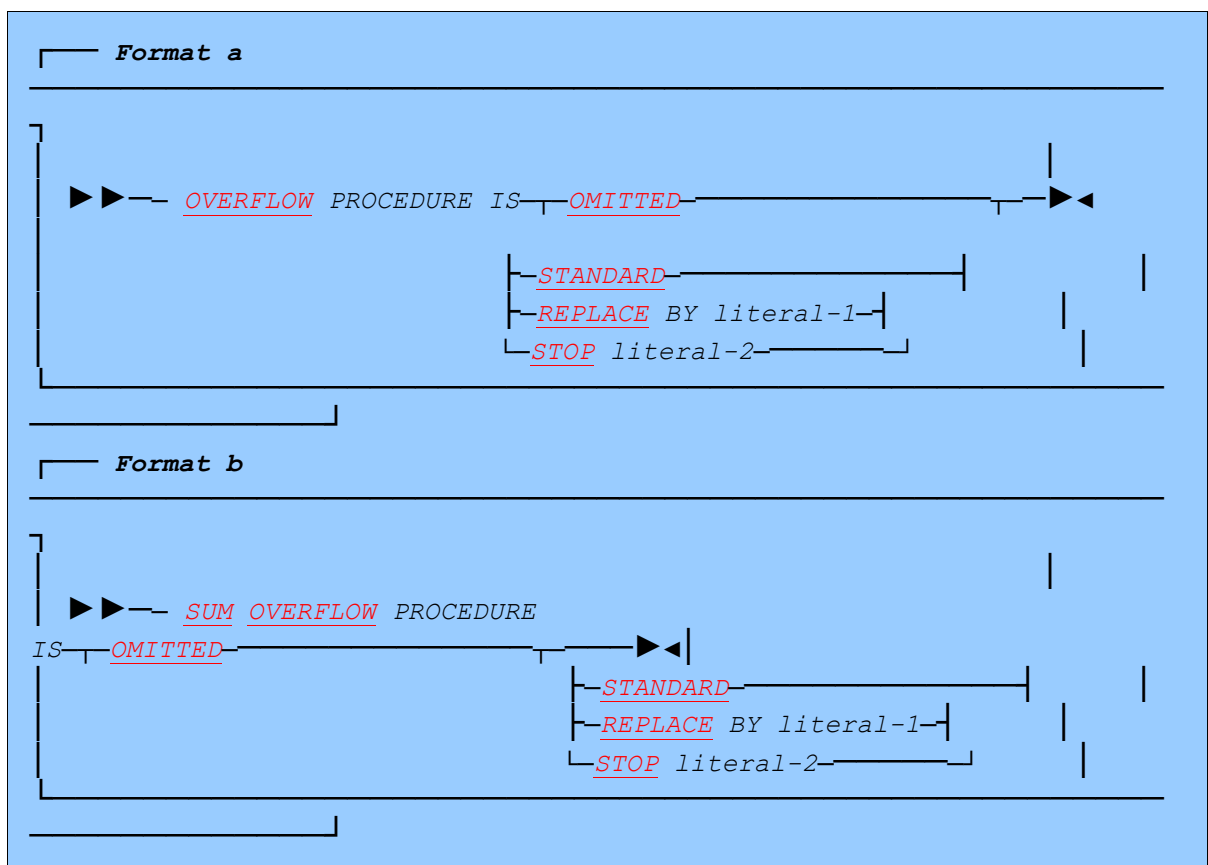 Format a
OVERFLOW PROCEDURE IS OMITTED
STANDARD
REPLACE BY literal-1
STOP literal-2
Format b
SUM OVERFLOW PROCEDURE
IS OMITTED
STANDARD
REPLACE BY literal-1
STOP literal-2